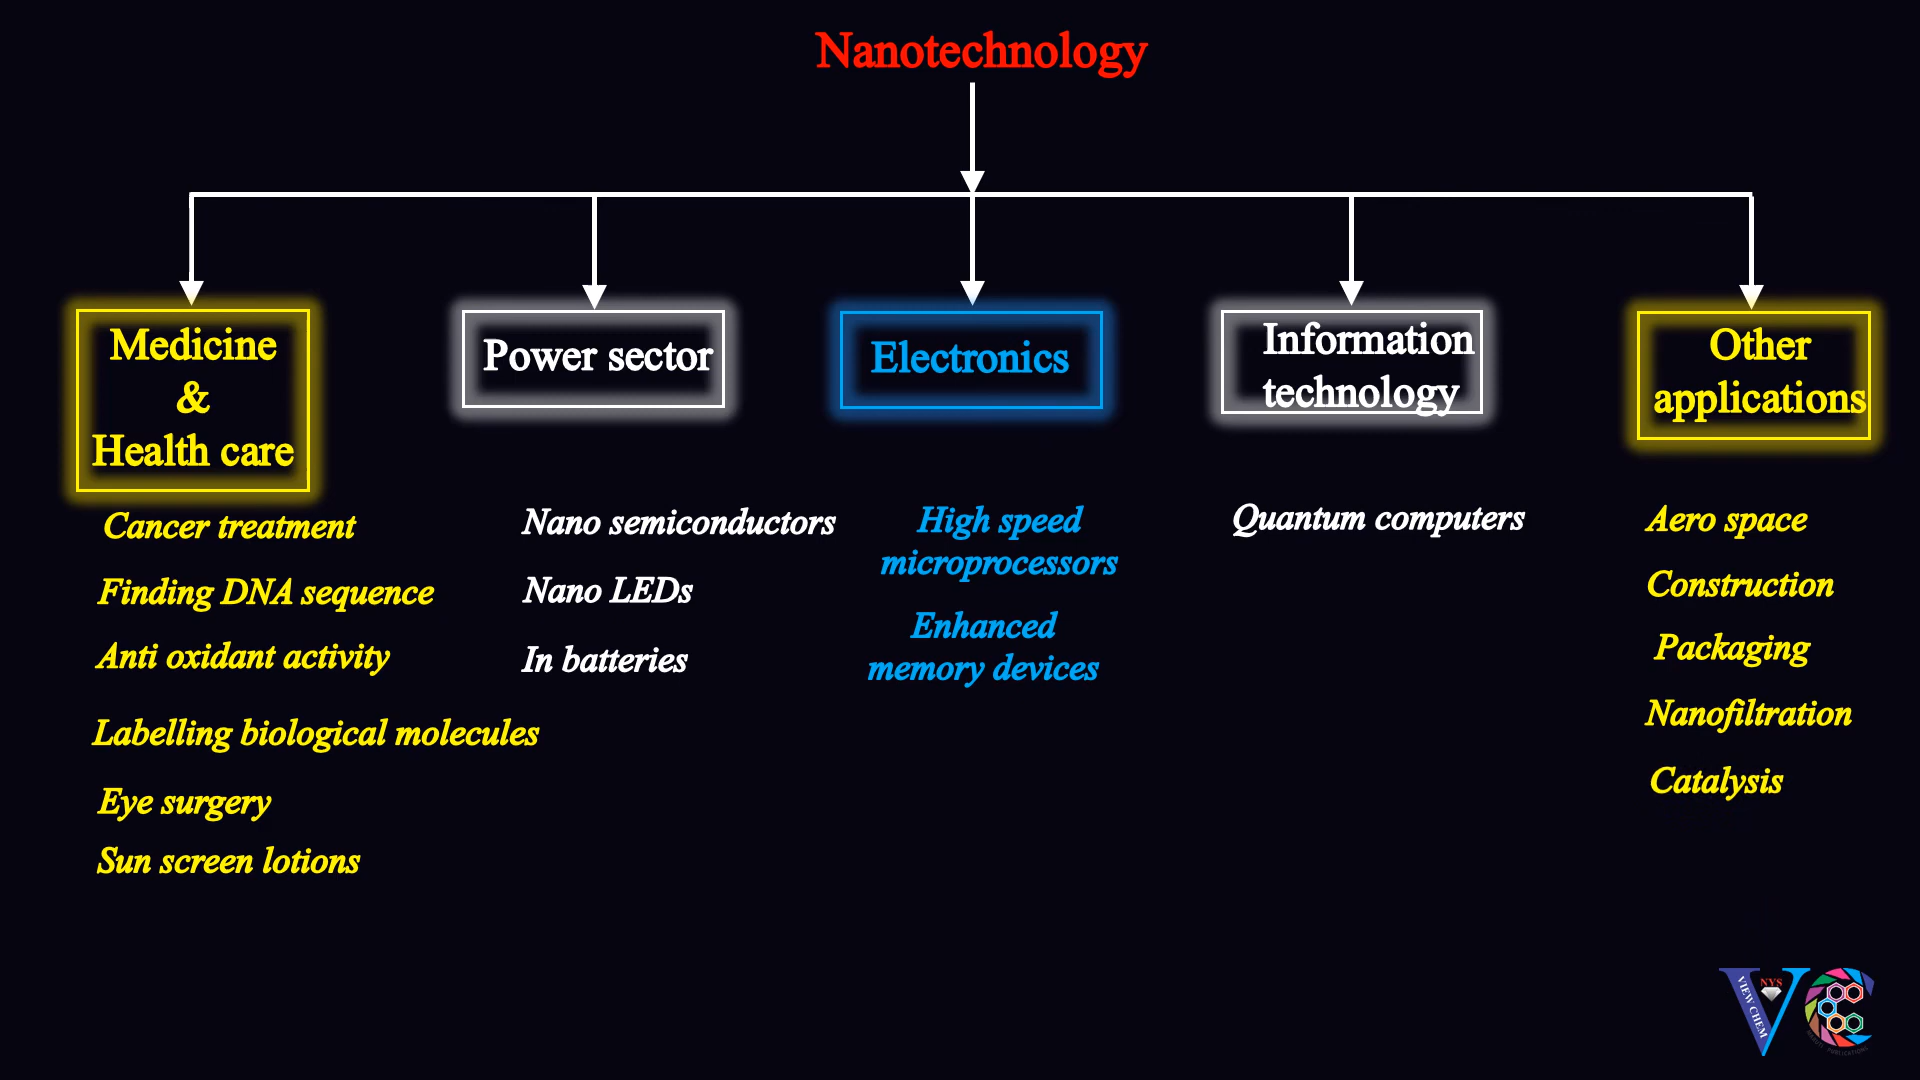 Nanotechnology
Medicine
&
Health care
Power sector
Electronics
Information
technology
Other
applications
Cancer treatment
Finding DNA sequence
Anti oxidant activity
Labelling biological molecules
Eye surgery
Sun screen lotions
Nano semiconductors
Nano LEDs
In batteries
High speed
microprocessors
Enhanced
memory devices
Quantum computers
Aero space
Construction
Packaging
Nanofiltration
Catalysis
NYS
VIEW CHEM